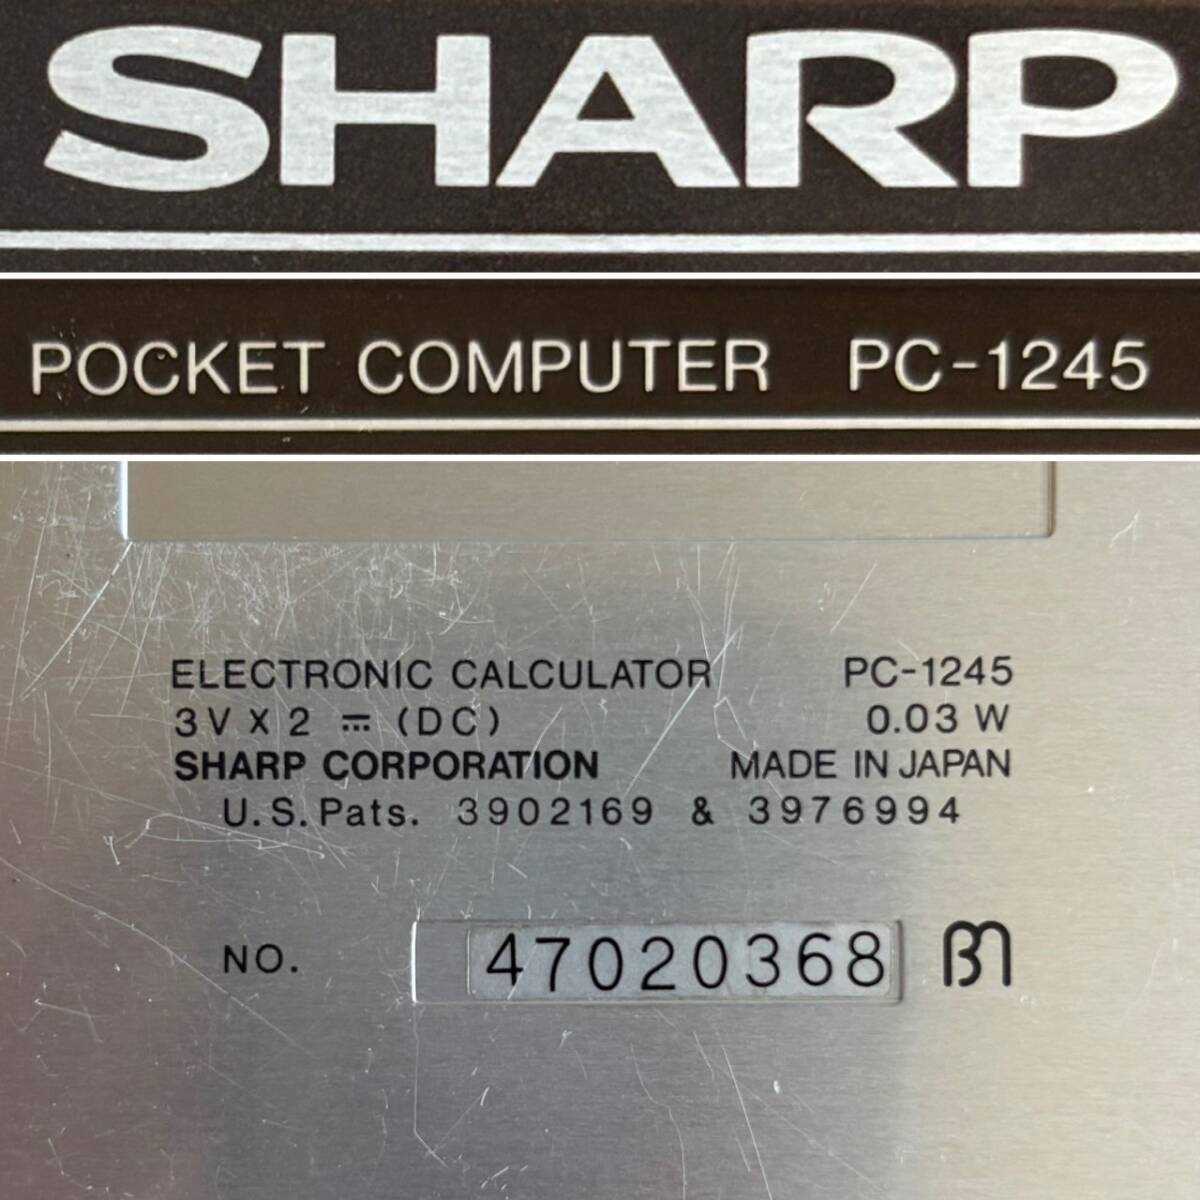 SHARP
POCKET COMPUTER PC-1245
ELECTRONIC CALCULATOR PC-1245
3V X 2 ⎓ (DC) 0.03 W
SHARP CORPORATION MADE IN JAPAN
U.S. Pats. 3902169 & 3976994
NO. 47020368